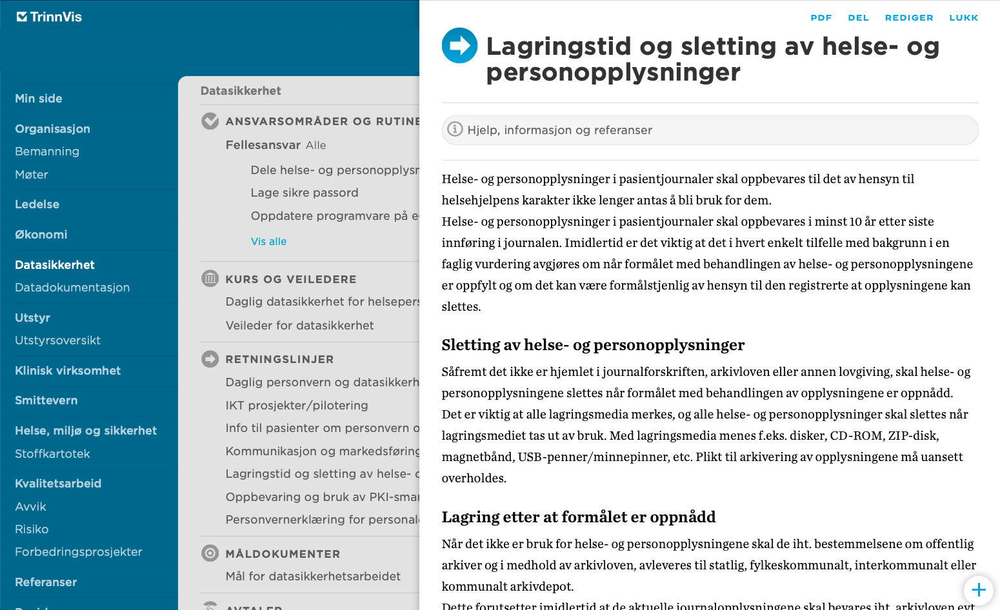 TrinnVis
Min side
Organisasjon
Bemanning
Møter
Ledelse
Økonomi
Datasikkerhet
Datadokumentasjon
Utstyr
Utstyrsoversikt
Klinisk virksomhet
Smittevern
Helse, miljø og sikkerhet
Stoffkartotek
Kvalitetsarbeid
Avvik
Risiko
Forbedringsprosjekter
Referanser
Datasikkerhet
ANSVARSOMRÅDER OG RUTINE
Fellesansvar Alle
Dele helse- og personopplysn
Lage sikre passord
Oppdatere programvare på e
Vis alle
KURS OG VEILEDERE
Daglig datasikkerhet for helsepers
Veileder for datasikkerhet
RETNINGSLINJER
Daglig personvern og datasikkerh
IKT prosjekter/pilotering
Info til pasienter om personvern o
Kommunikasjon og markedsføring
Lagringstid og sletting av helse- o
Oppbevaring og bruk av PKI-smar
Personvernerklæring for personale
MÅLDOKUMENTER
Mål for datasikkerhetsarbeidet
AVTALER
PDF DEL REDIGER LUKK
Lagringstid og sletting av helse- og
personopplysninger
Hjelp, informasjon og referanser
Helse- og personopplysninger i pasientjournaler skal oppbevares til det av hensyn til
helsehjelpens karakter ikke lenger antas å bli bruk for dem.
Helse- og personopplysninger i pasientjournaler skal oppbevares i minst 10 år etter siste
innføring i journalen. Imidlertid er det viktig at det i hvert enkelt tilfelle med bakgrunn i en
faglig vurdering avgjøres om når formålet med behandlingen av helse- og personopplysningene
er oppfylt og om det kan være formålstjenlig av hensyn til den registrerte at opplysningene kan
slettes.
Sletting av helse- og personopplysninger
Såfremt det ikke er hjemlet i journalforskriften, arkivloven eller annen lovgiving, skal helse- og
personopplysningene slettes når formålet med behandlingen av opplysningene er oppnådd.
Det er viktig at alle lagringsmedia merkes, og alle helse- og personopplysninger skal slettes når
lagringsmediet tas ut av bruk. Med lagringsmedia menes f.eks. disker, CD-ROM, ZIP-disk,
magnetbånd, USB-penner/minnepinner, etc. Plikt til arkivering av opplysningene må uansett
overholdes.
Lagring etter at formålet er oppnådd
Når det ikke er bruk for helse- og personopplysningene skal de iht. bestemmelsene om offentlig
arkiver og i medhold av arkivloven, avleveres til statlig, fylkeskommunalt, interkommunalt eller
kommunalt arkivdepot.
Dette forutsetter imidlertid at de aktuelle journalopplysningene skal bevares iht. arkivloven evt